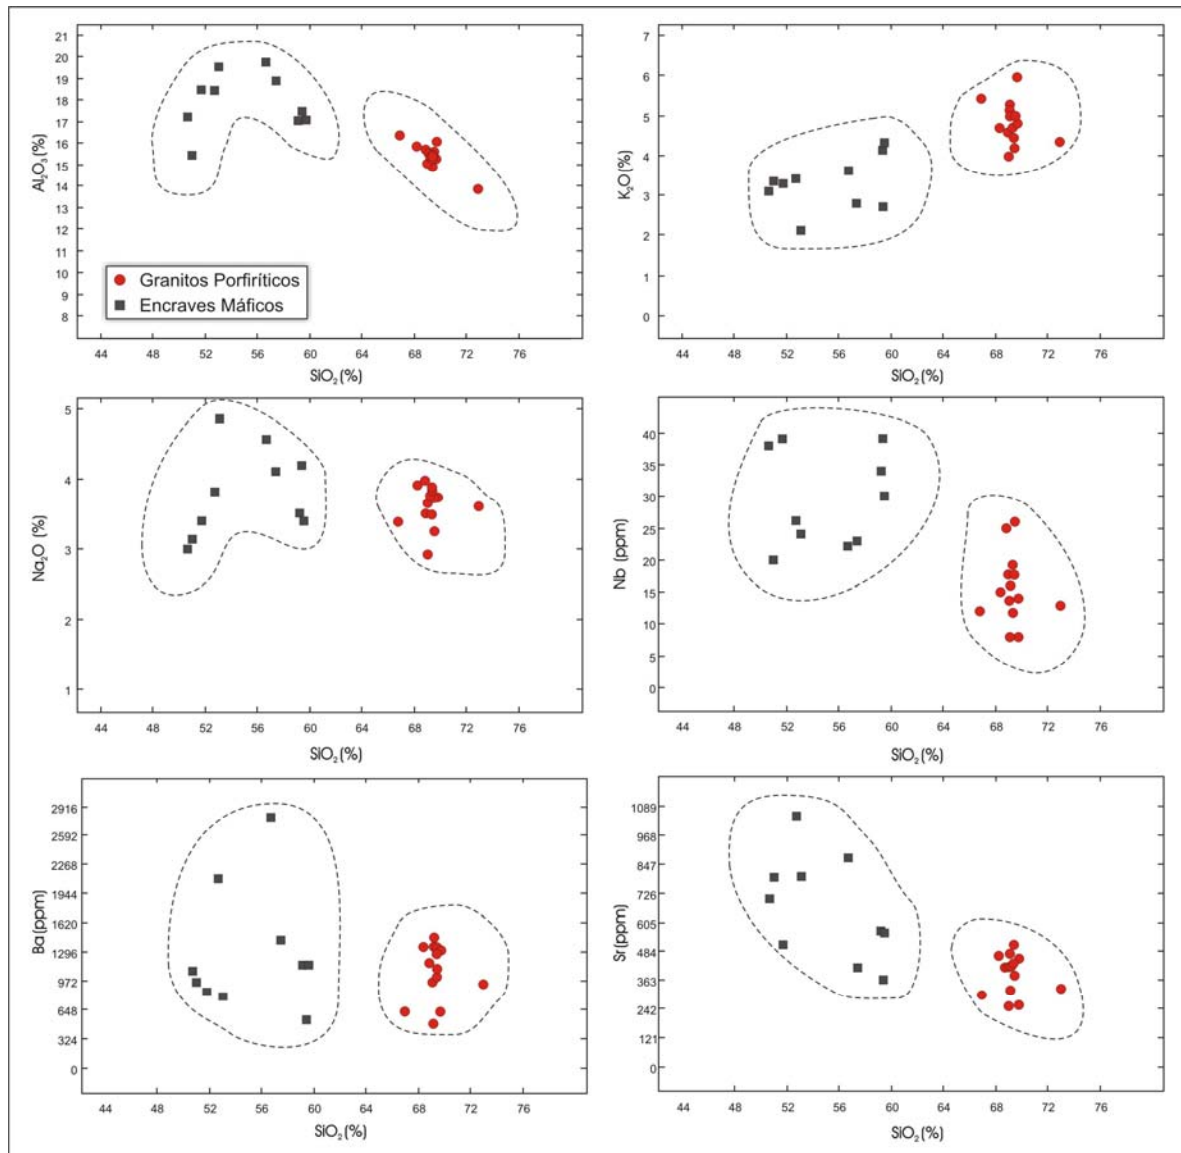 21
20
19
18
17
16
15
14
13
12
11
10
9
8
Al2O3(%)
Granitos Porfiríticos
Encraves Máficos
44 48 52 56 60 64 68 72 76
SiO2(%)
7
6
5
4
3
2
1
0
K2O(%)
44 48 52 56 60 64 68 72 76
SiO2(%)
5
4
3
2
1
Na2O (%)
44 48 52 56 60 64 68 72 76
SiO2(%)
40
35
30
25
20
15
10
5
0
Nb (ppm)
44 48 52 56 60 64 68 72 76
SiO2(%)
2916
2592
2268
1944
1620
1296
972
648
324
0
Ba(ppm)
44 48 52 56 60 64 68 72 76
SiO2(%)
1089
968
847
726
605
484
363
242
121
0
Sr(ppm)
44 48 52 56 60 64 68 72 76
SiO2(%)